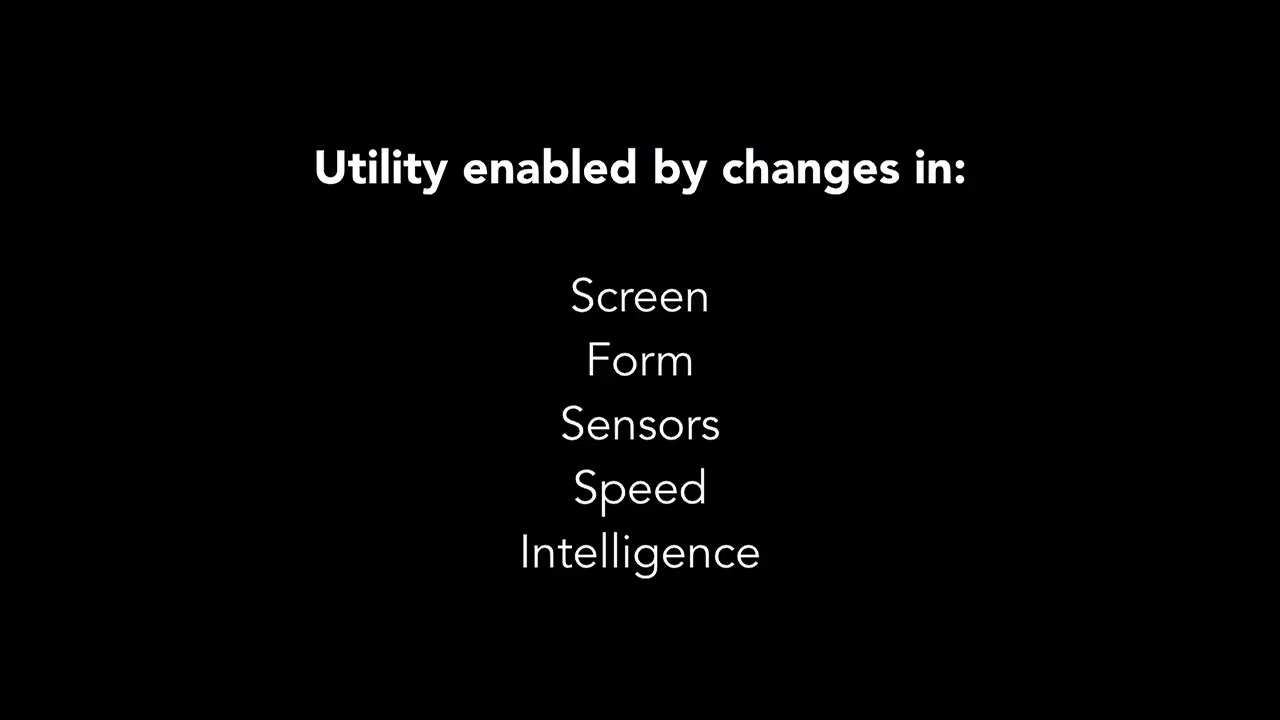 Utility enabled by changes in:
Screen
Form
Sensors
Speed
Intelligence